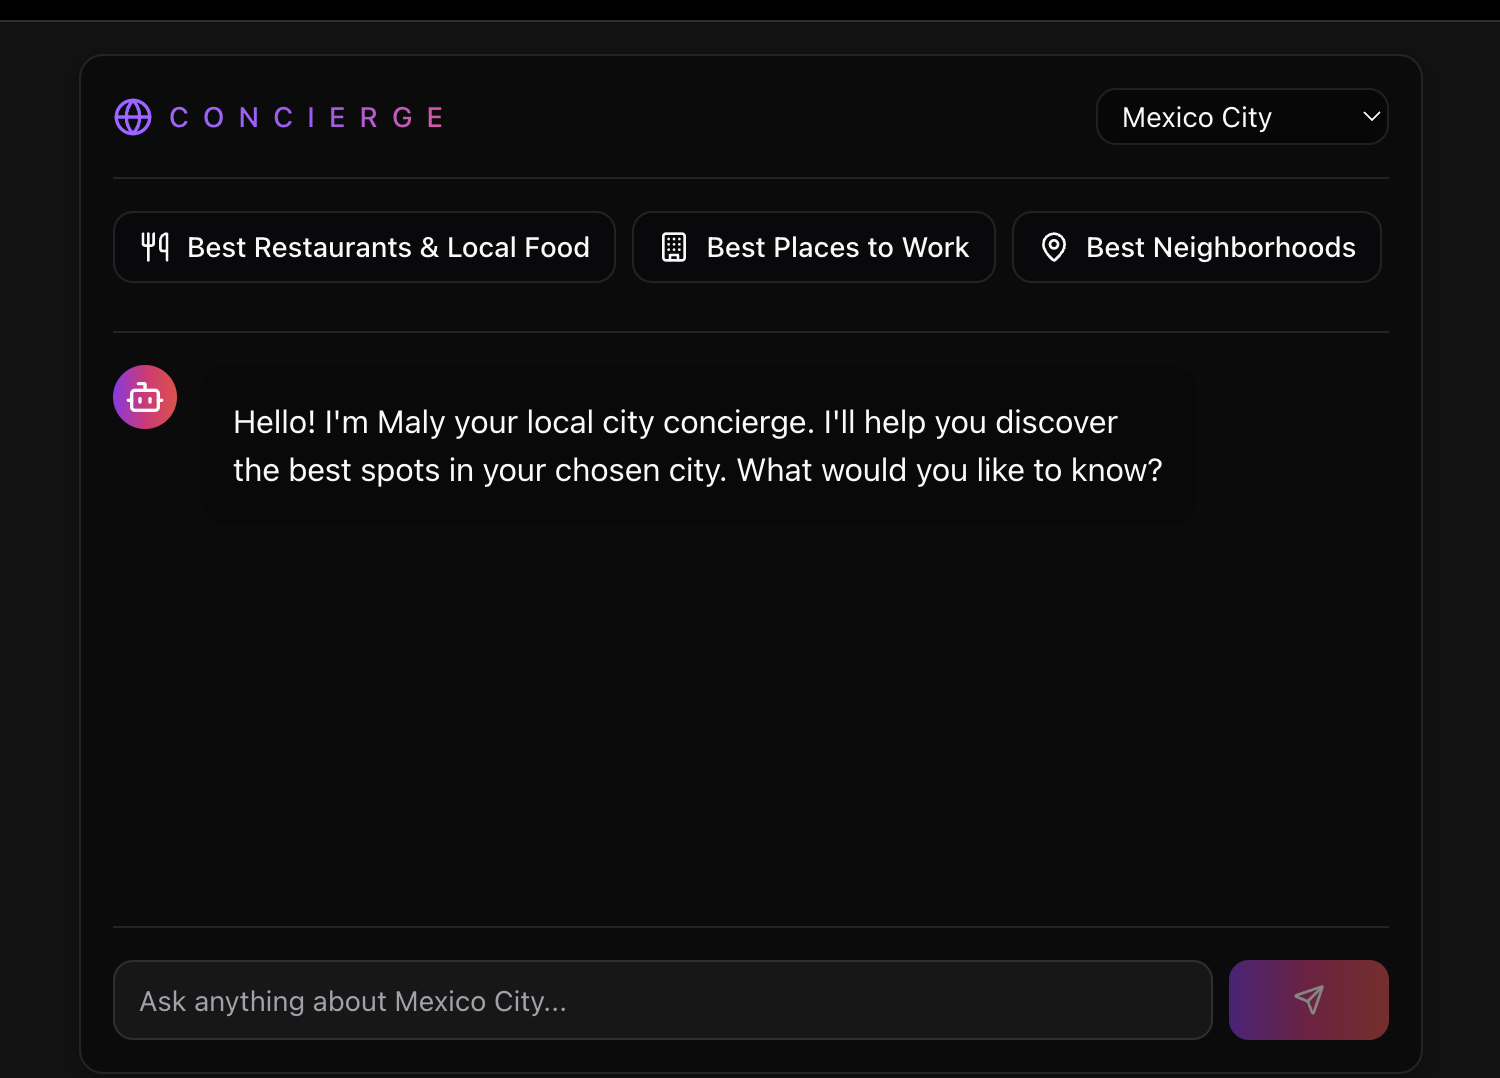 CONCIERGE
Mexico City
Best Restaurants & Local Food
Best Places to Work
Best Neighborhoods
Hello! I'm Maly your local city concierge. I'll help you discover
the best spots in your chosen city. What would you like to know?
Ask anything about Mexico City...